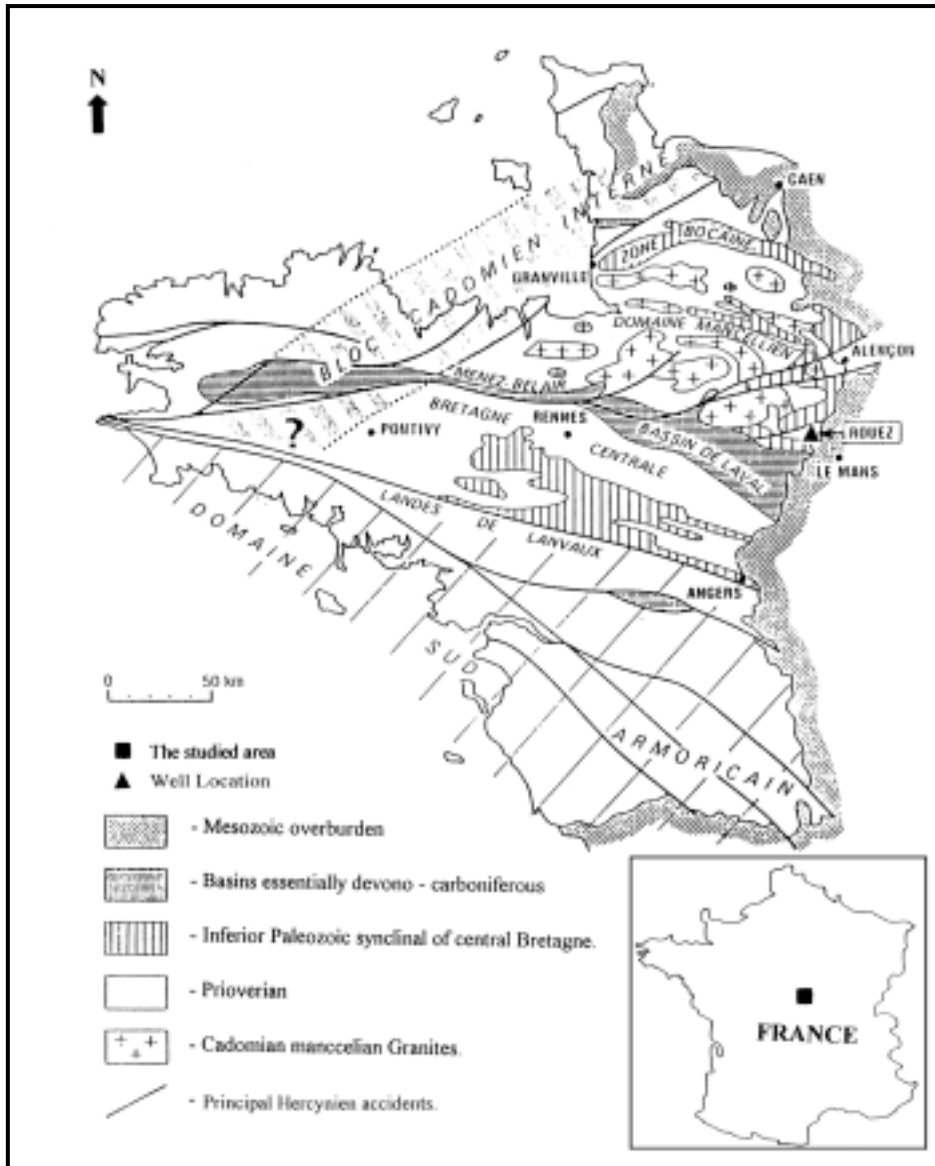 N
CAEN
BLOC CADOMIEN INTERNE
ZONE BOCAINE
GRANVILLE
DOMAINE MANCELLIEN
ALENÇON
MENEZ-BELAIR
BRETAGNE
RENNES
ROUEZ
?
PONTIVY
CENTRALE
BASSIN DE LAVAL
LE MANS
LANDES DE LANVAUX
DOMAINE
ANGERS
SUD
ARMORICAIN
0 50 km
The studied area
Well Location
- Mesozoic overburden
- Basins essentially devono - carboniferous
- Inferior Paleozoic synclinal of central Bretagne.
- Prioverian
- Cadomian manccelian Granites.
- Principal Hercynien accidents.
FRANCE